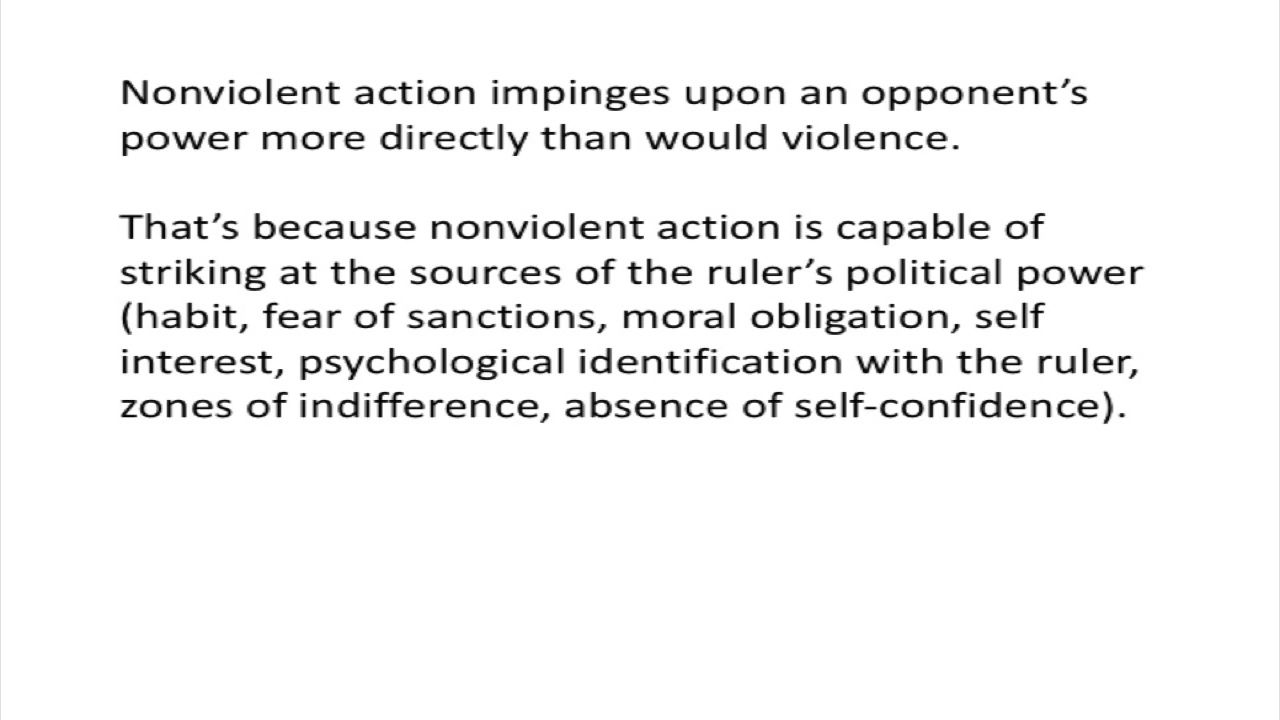 Nonviolent action impinges upon an opponent’s
power more directly than would violence.
That’s because nonviolent action is capable of
striking at the sources of the ruler’s political power
(habit, fear of sanctions, moral obligation, self
interest, psychological identification with the ruler,
zones of indifference, absence of self-confidence).